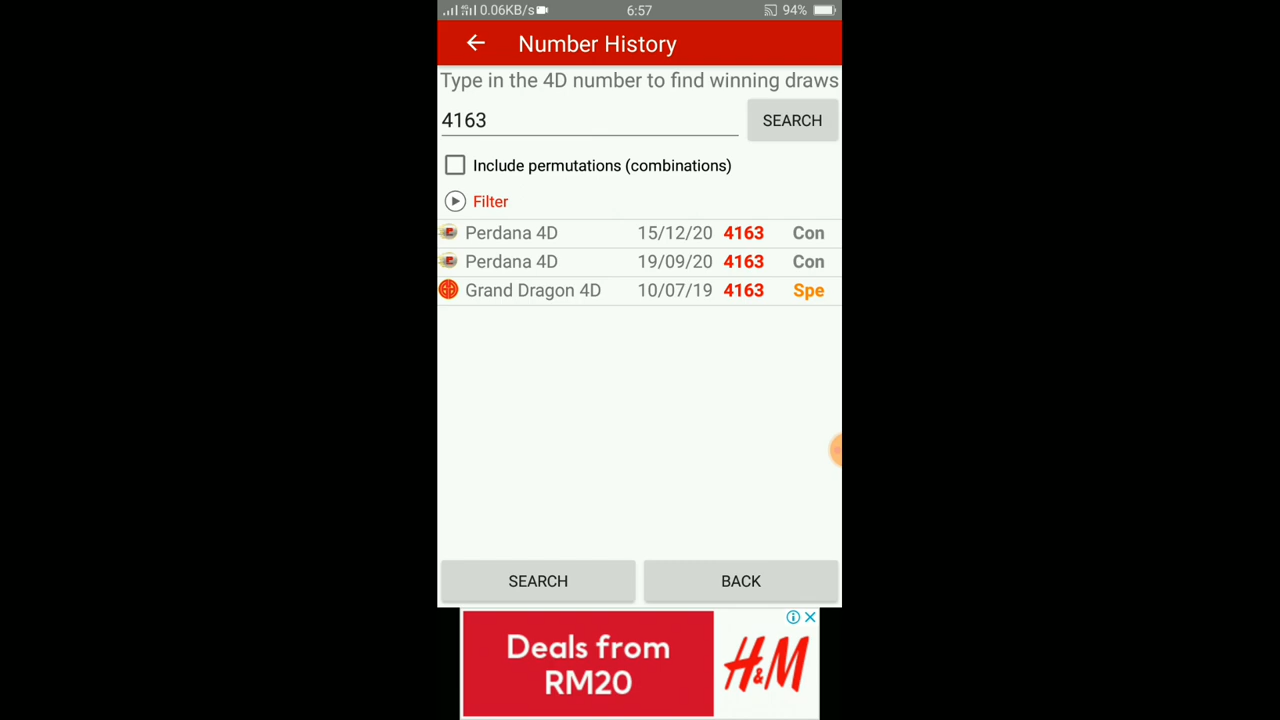 0.06KB/s 6:57 94%
Number History
Type in the 4D number to find winning draws
4163 SEARCH
Include permutations (combinations)
Filter
Perdana 4D 15/12/20 4163 Con
Perdana 4D 19/09/20 4163 Con
Grand Dragon 4D 10/07/19 4163 Spe
SEARCH BACK
Deals from
RM20
H&M